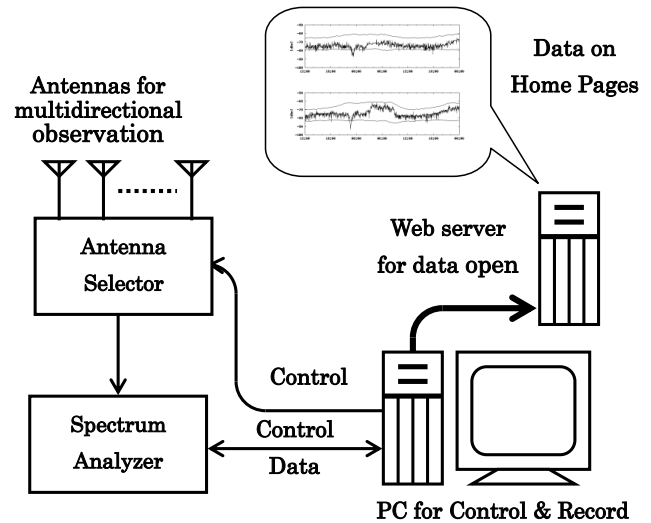 Data on
Home Pages
Antennas for
multidirectional
observation
Antenna
Selector
Web server
for data open
Control
Spectrum
Analyzer
Control
Data
PC for Control & Record